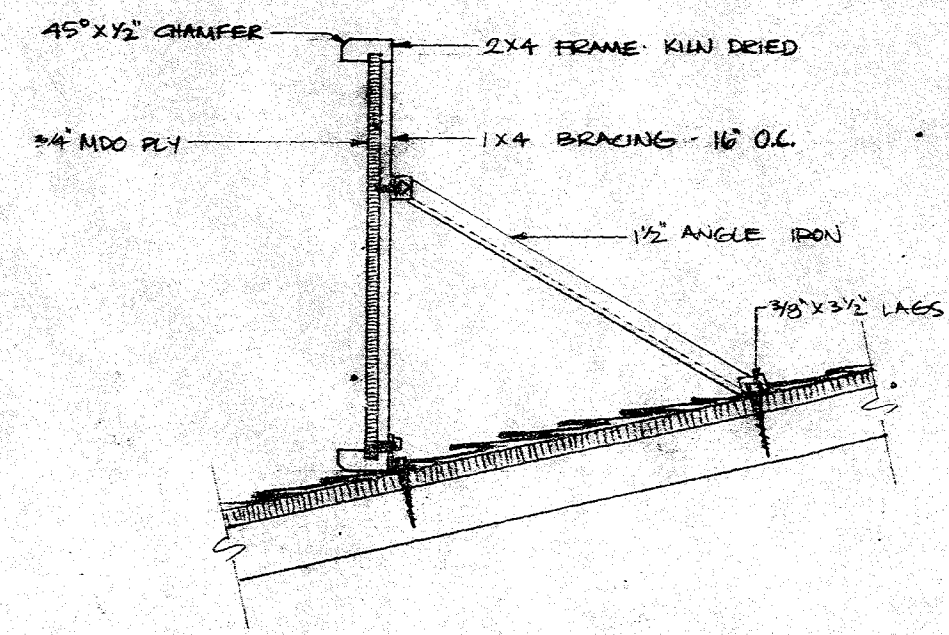 45° X 1/2" CHAMFER
2X4 FRAME- KILN DRIED
3/4" MDO PLY
1X4 BRACING - 16" O.C.
1 1/2" ANGLE IRON
3/8" X 3 1/2" LAGS